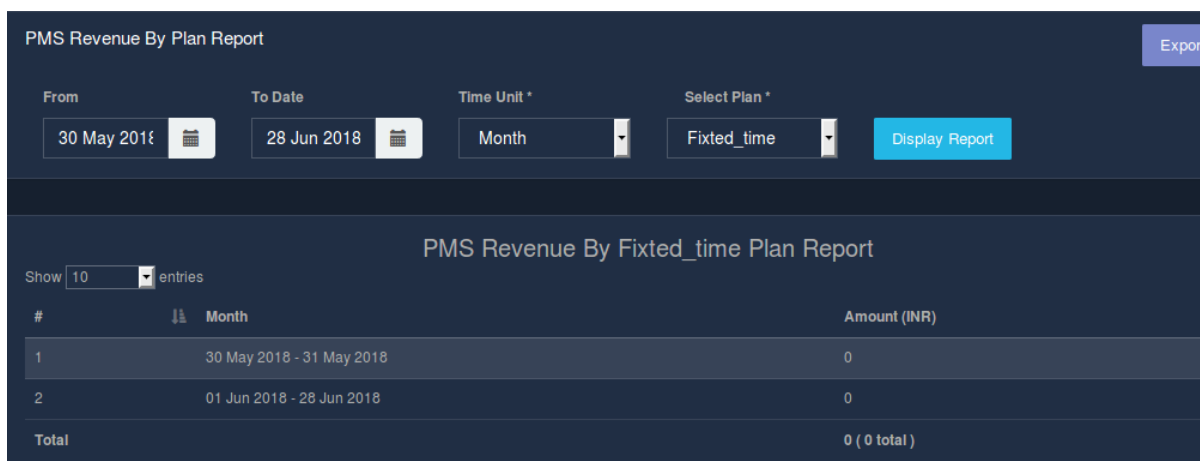 PMS Revenue By Plan Report
Expor
From To Date Time Unit * Select Plan *
30 May 2018 28 Jun 2018 Month Fixted_time Display Report
PMS Revenue By Fixted_time Plan Report
Show 10 entries
# Month Amount (INR)
1 30 May 2018 - 31 May 2018 0
2 01 Jun 2018 - 28 Jun 2018 0
Total 0 ( 0 total )